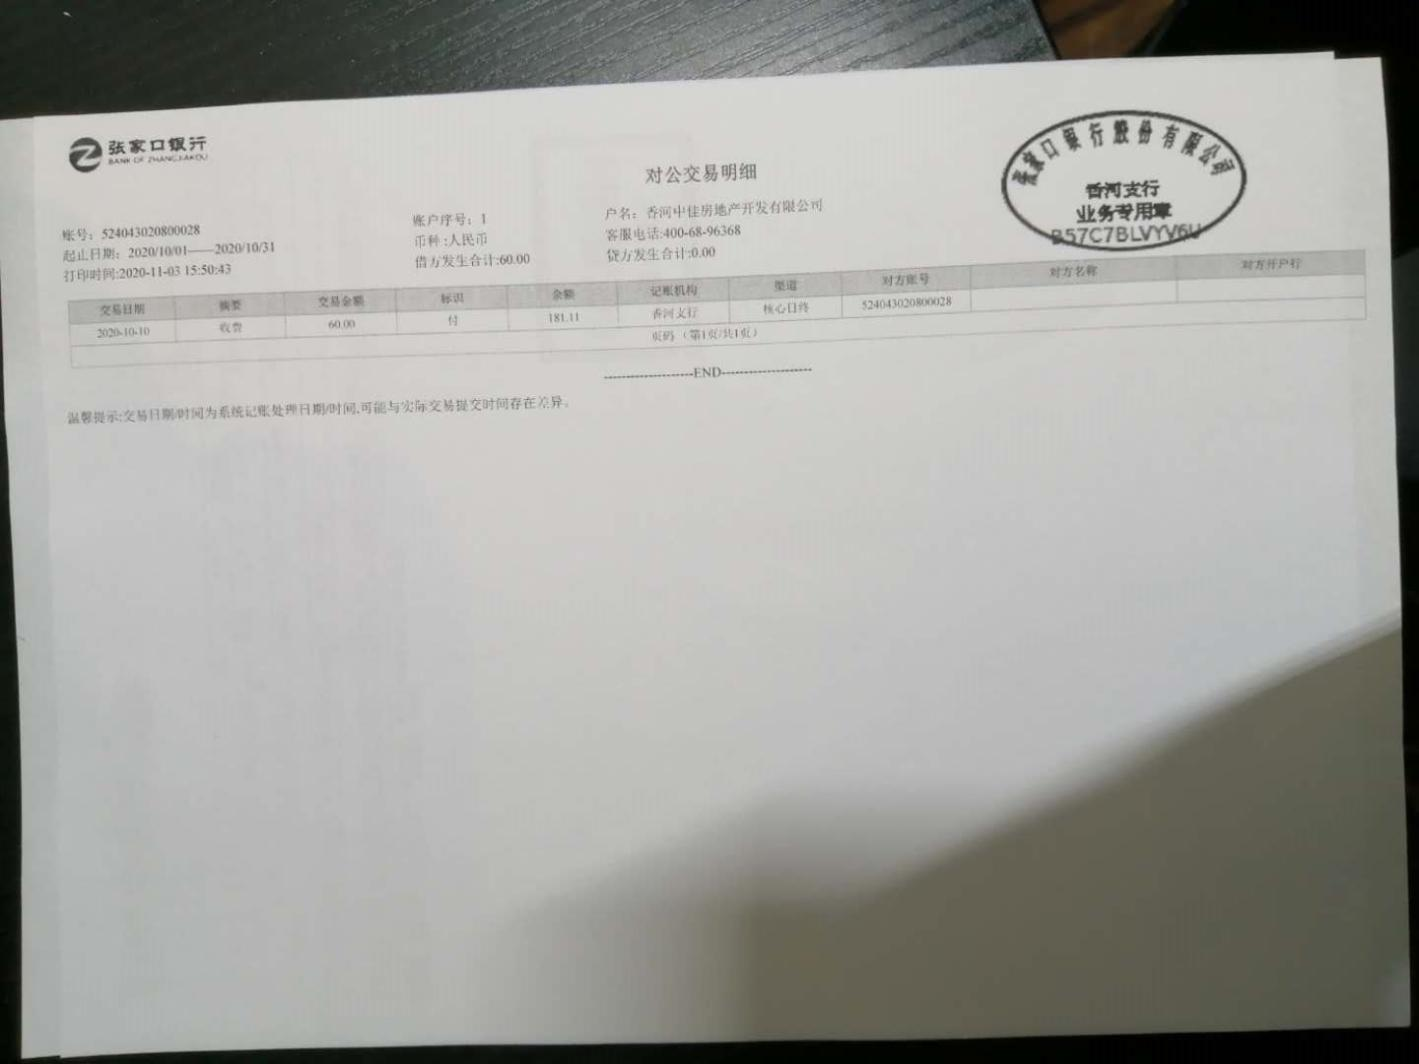 张家口银行
BANK OF ZHANGJIAKOU
张家口银行股份有限公司
香河支行
业务专用章
B57C7BLVYV6U
对公交易明细
账号：524043020800028 账户序号：1 户名：香河中佳房地产开发有限公司
起止日期：2020/10/01——2020/10/31 币种:人民币 客服电话:400-68-96368
打印时间:2020-11-03 15:50:43 借方发生合计:60.00 贷方发生合计:0.00
交易日期 摘要 交易金额 标识 余额 记账机构 渠道 对方账号 对方名称 对方开户行
2020-10-10 收费 60.00 付 181.11 香河支行 核心日终 524043020800028
页码 （第1页/共1页）
--------------------END--------------------
温馨提示:交易日期/时间为系统记账处理日期/时间,可能与实际交易提交时间存在差异。